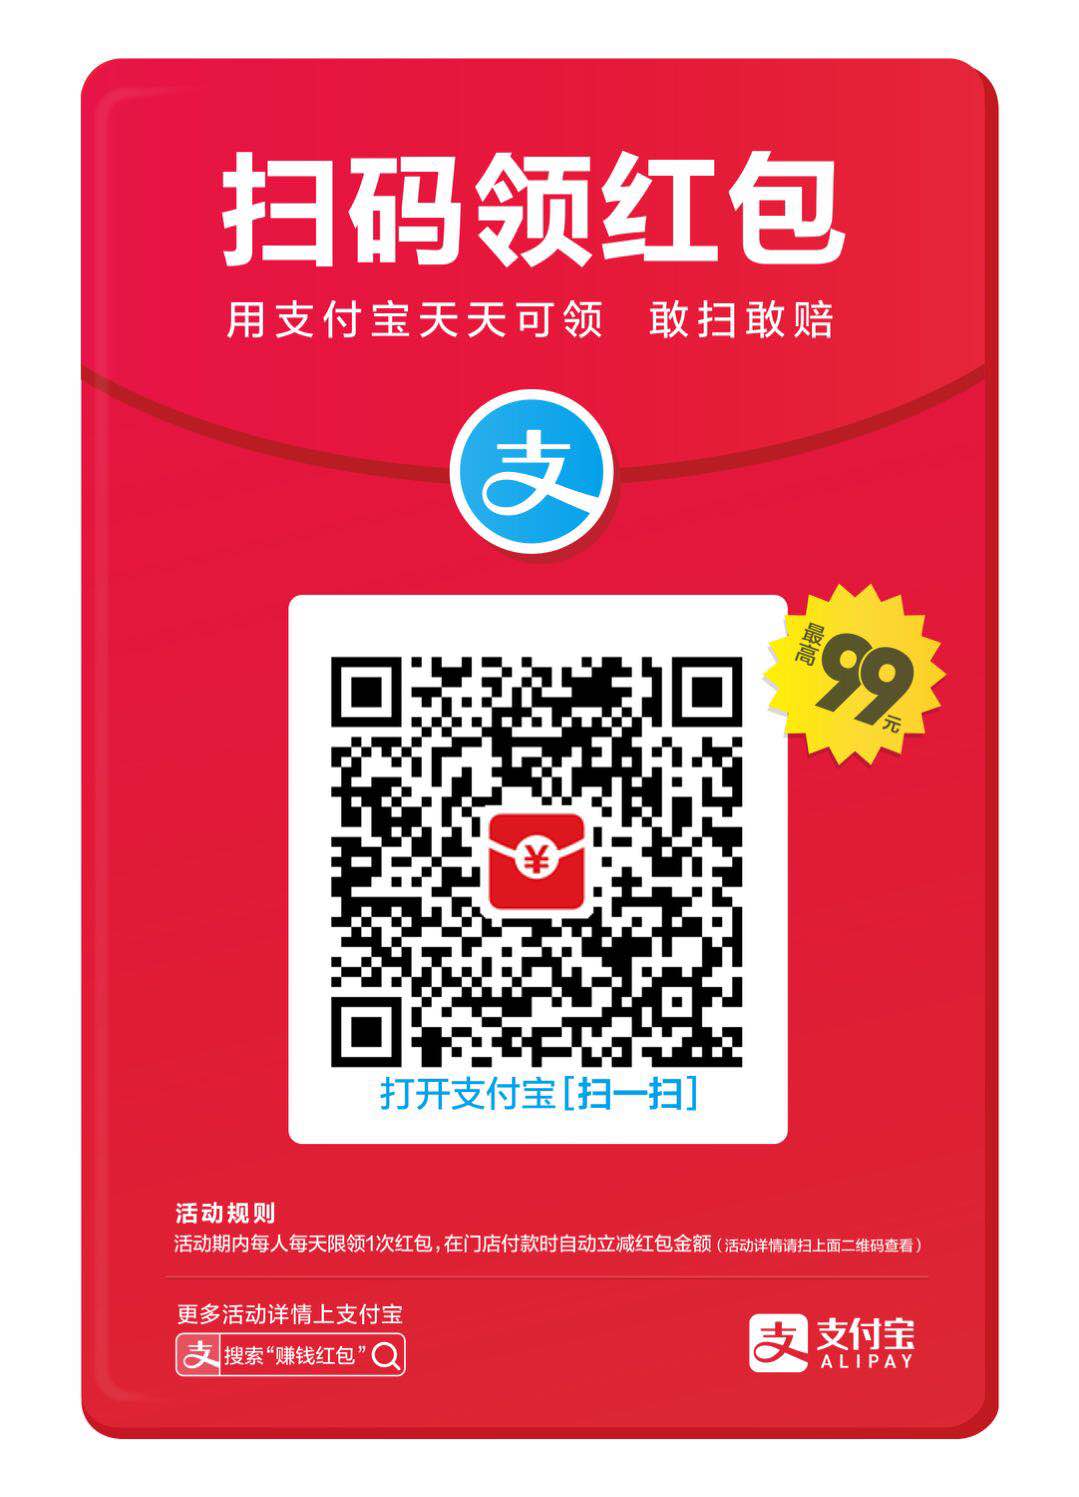 扫码领红包
用支付宝天天可领 敢扫敢赔
支
最高
99
元
¥
打开支付宝[扫一扫]
活动规则
活动期内每人每天限领1次红包,在门店付款时自动立减红包金额(活动详情请扫上面二维码查看)
更多活动详情上支付宝
支 搜索“赚钱红包”
支 支付宝
ALIPAY